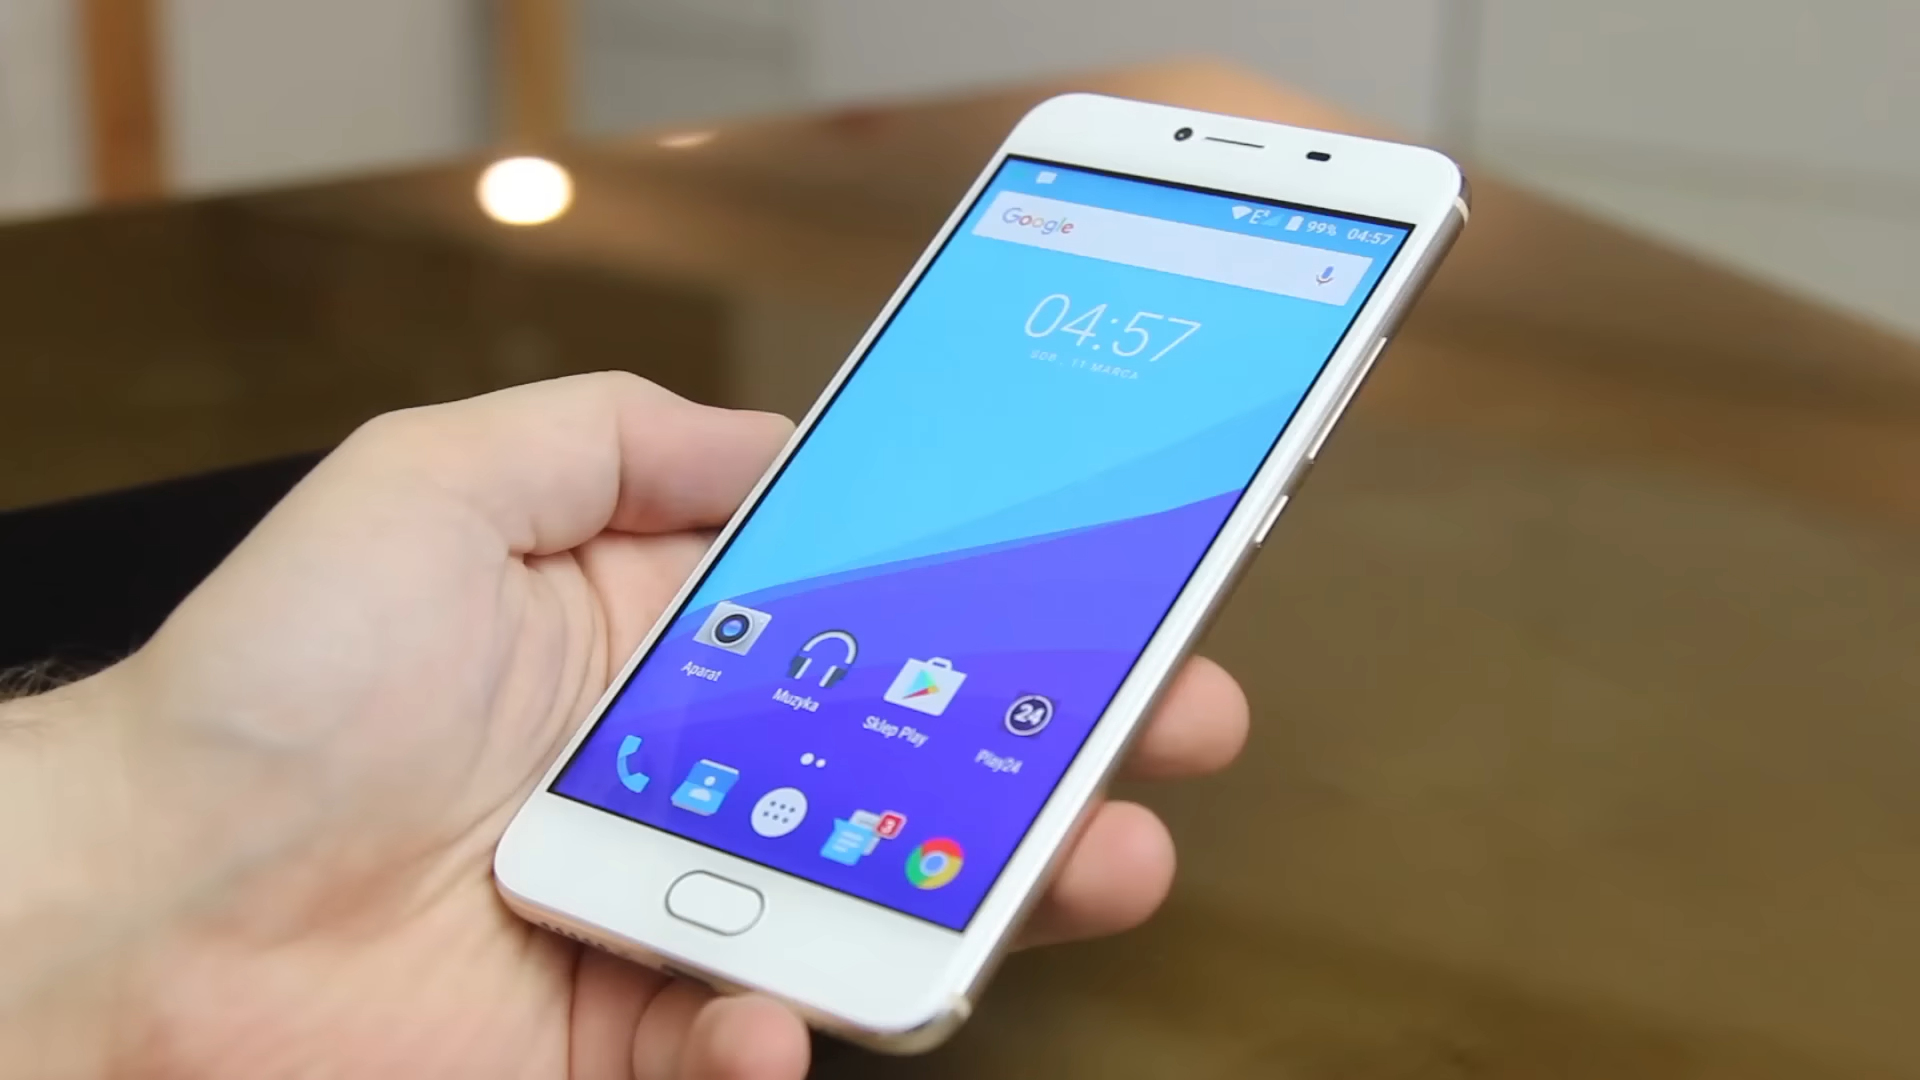 E 99% 04:57
Google
04:57
SOB., 11 MARCA
Aparat
Muzyka
Sklep Play
24
Play24
3